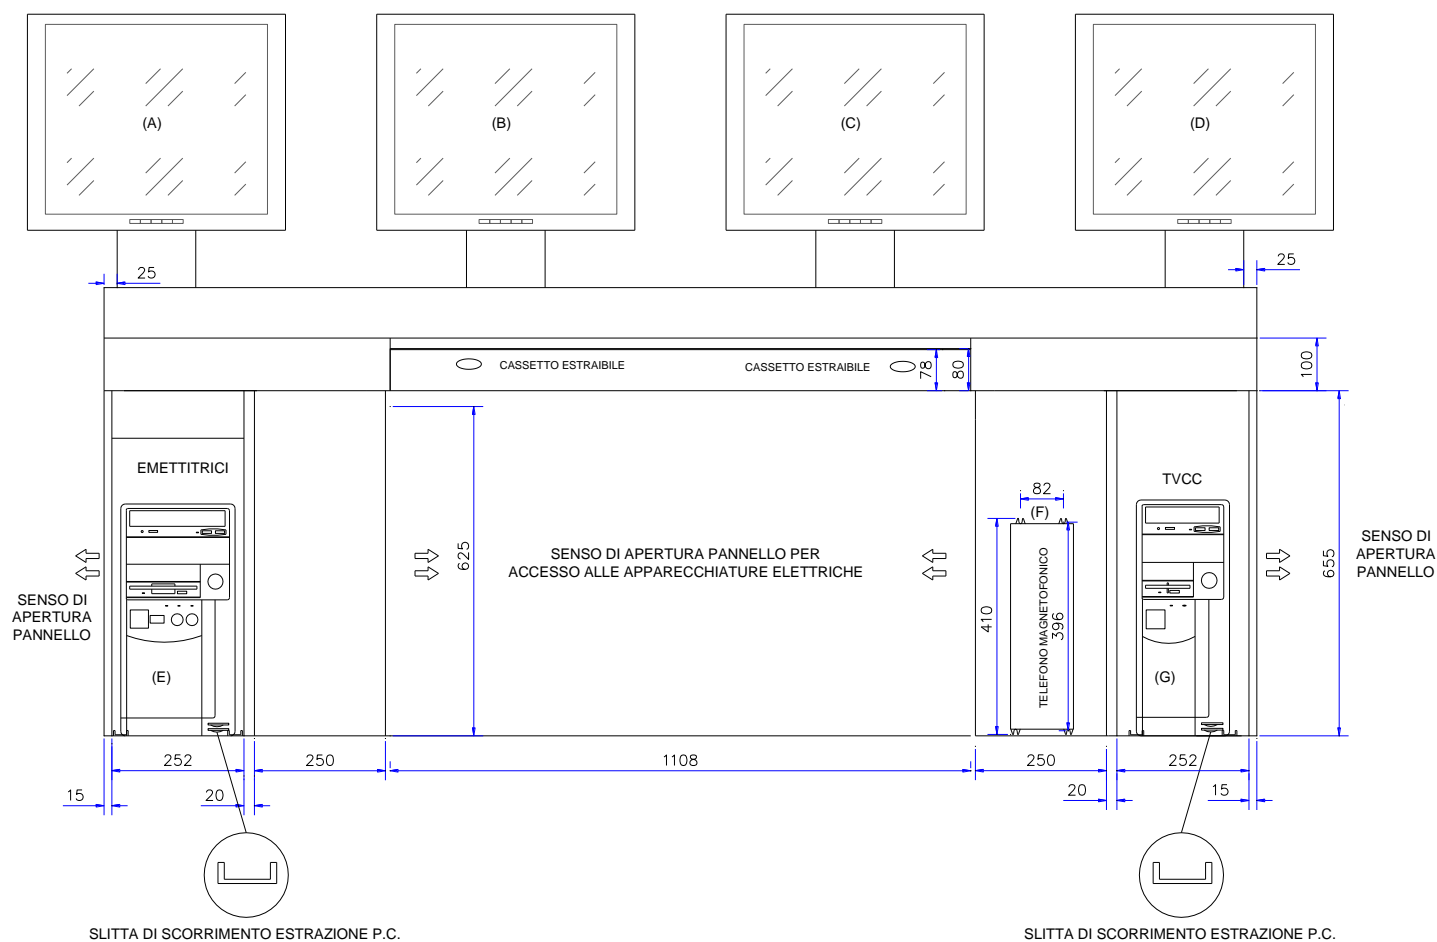 (A)
(B)
(C)
(D)
25
25
CASSETTO ESTRAIBILE
CASSETTO ESTRAIBILE
78
80
100
EMETTITRICI
TVCC
82
(F)
SENSO DI
APERTURA
PANNELLO
625
SENSO DI APERTURA PANNELLO PER
ACCESSO ALLE APPARECCHIATURE ELETTRICHE
410
TELEFONO MAGNETOFONICO
396
655
SENSO DI
APERTURA
PANNELLO
(E)
(G)
252
250
1108
250
252
15
20
20
15
SLITTA DI SCORRIMENTO ESTRAZIONE P.C.
SLITTA DI SCORRIMENTO ESTRAZIONE P.C.